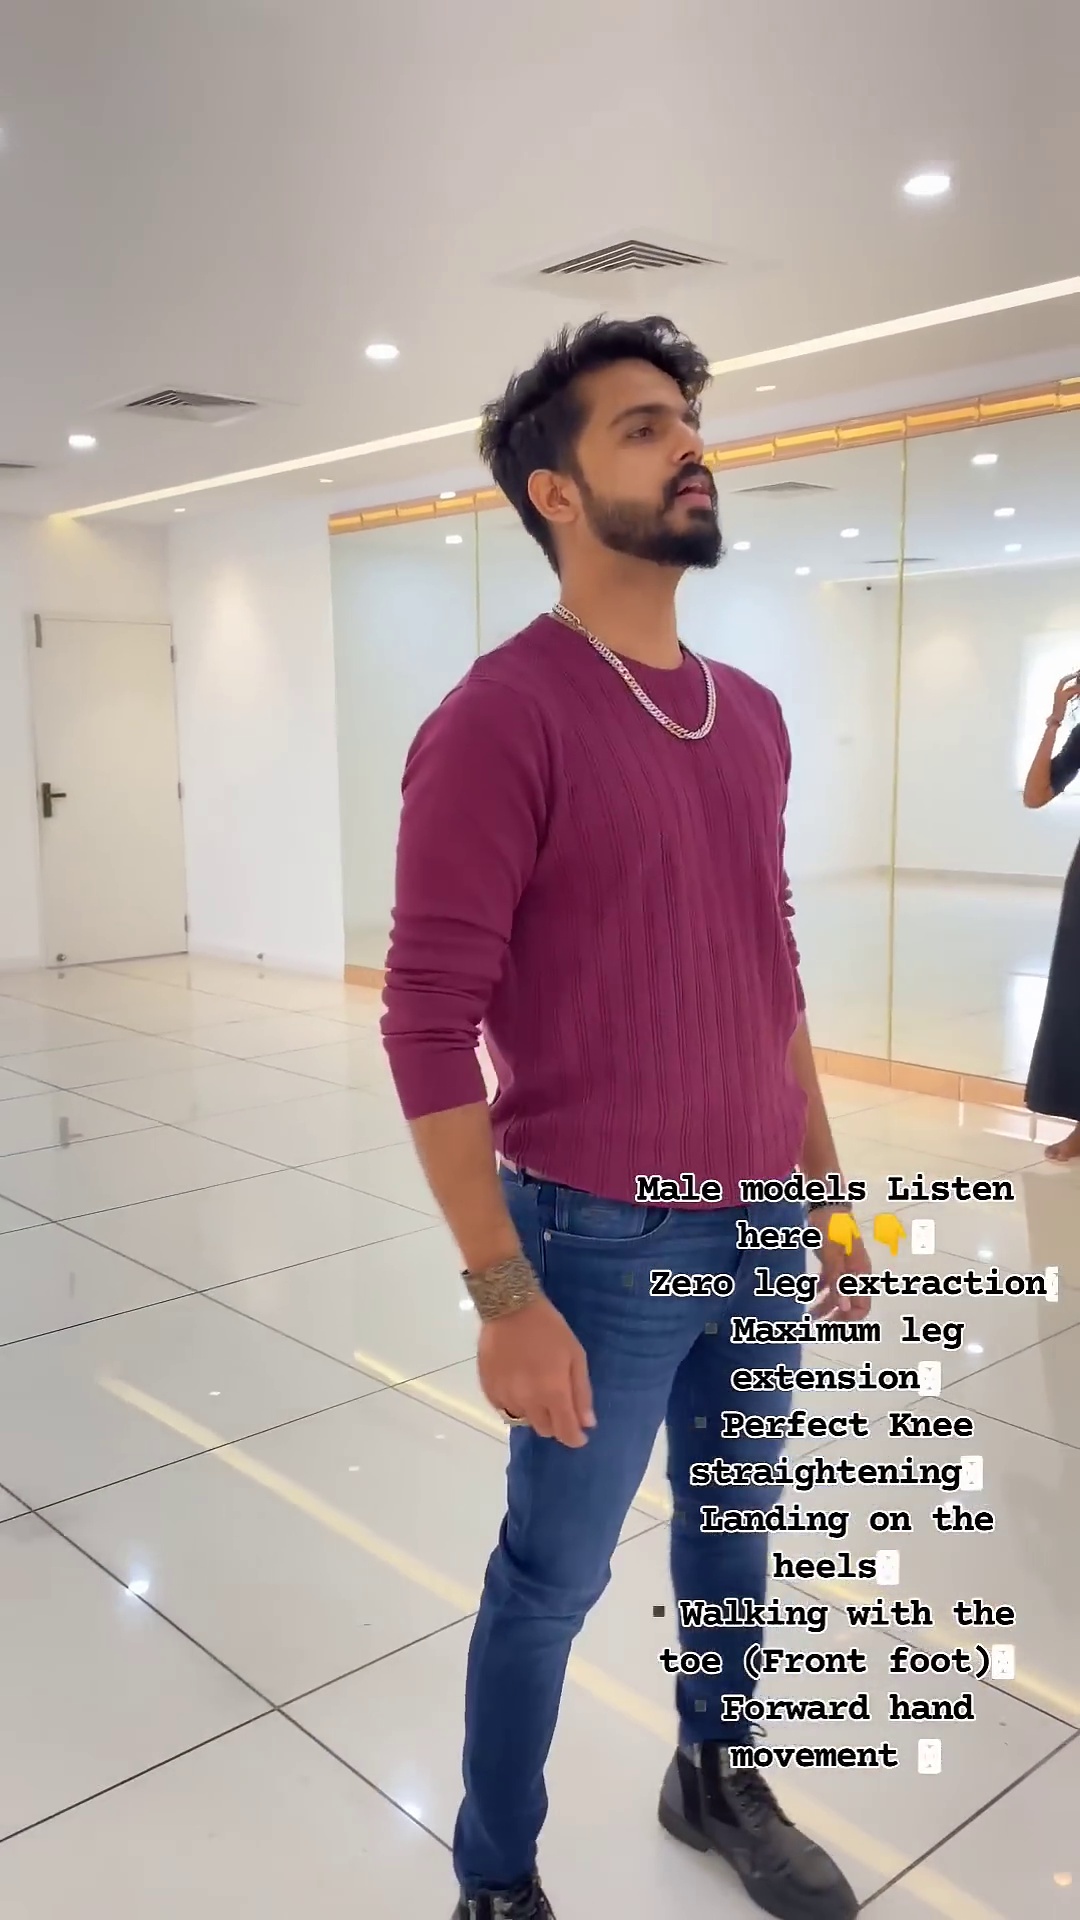 Male models Listen
here👇👇
▪ Zero leg extraction
▪ Maximum leg
extension
▪ Perfect Knee
straightening
▪ Landing on the
heels
▪ Walking with the
toe (Front foot)
▪ Forward hand
movement